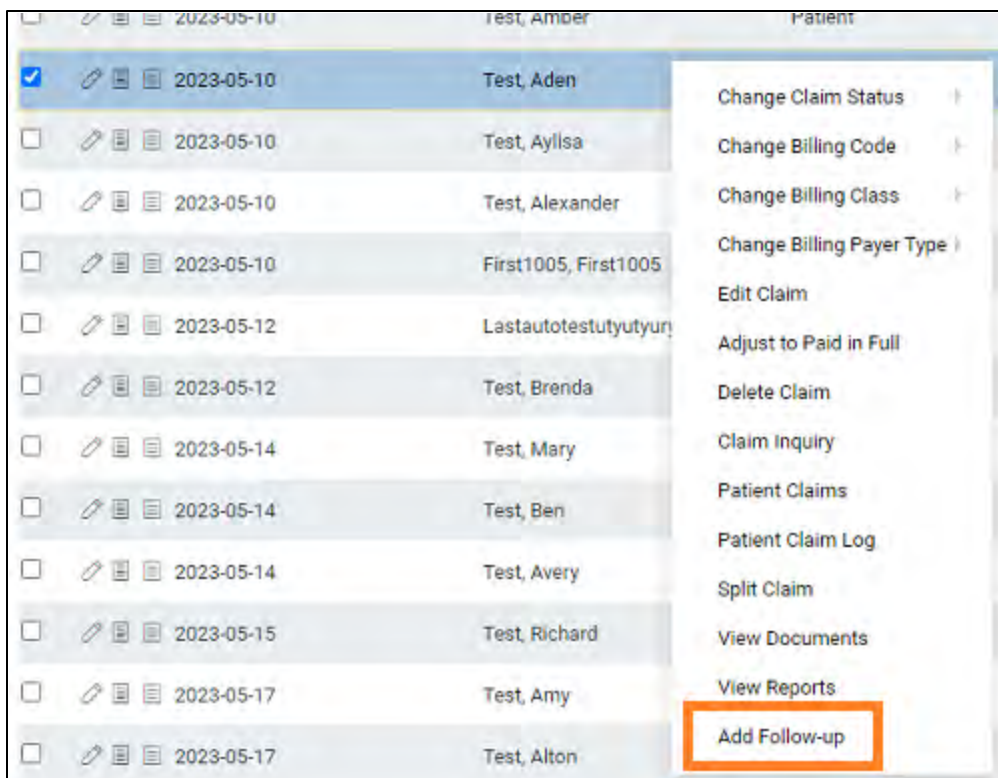 2023-05-10 Test, Amber Patient
2023-05-10 Test, Aden
Change Claim Status
2023-05-10 Test, Ayllsa
Change Billing Code
2023-05-10 Test, Alexander
Change Billing Class
2023-05-10 First1005, First1005
Change Billing Payer Type
Edit Claim
2023-05-12 Lastautotestutyutyury
Adjust to Paid in Full
2023-05-12 Test, Brenda
Delete Claim
2023-05-14 Test, Mary
Claim Inquiry
Patient Claims
2023-05-14 Test, Ben
Patient Claim Log
2023-05-14 Test, Avery
Split Claim
2023-05-15 Test, Richard
View Documents
2023-05-17 Test, Amy
View Reports
Add Follow-up
2023-05-17 Test, Alton